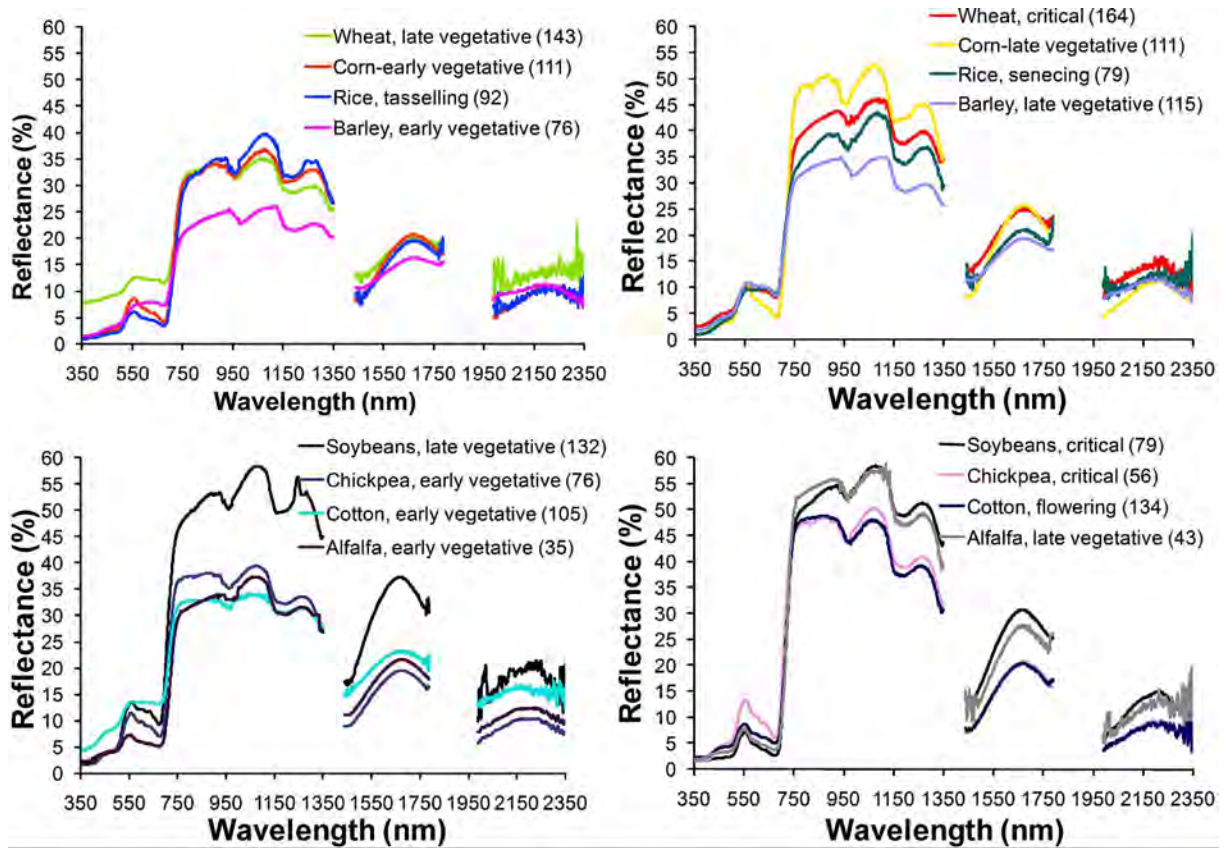 Wheat, late vegetative (143)
Corn-early vegetative (111)
Rice, tasselling (92)
Barley, early vegetative (76)
Reflectance (%)
60
55
50
45
40
35
30
25
20
15
10
5
0
350 550 750 950 1150 1350 1550 1750 1950 2150 2350
Wavelength (nm)
Wheat, critical (164)
Corn-late vegetative (111)
Rice, senecing (79)
Barley, late vegetative (115)
Reflectance (%)
60
55
50
45
40
35
30
25
20
15
10
5
0
350 550 750 950 1150 1350 1550 1750 1950 2150 2350
Wavelength (nm)
Soybeans, late vegetative (132)
Chickpea, early vegetative (76)
Cotton, early vegetative (105)
Alfalfa, early vegetative (35)
Reflectance (%)
60
55
50
45
40
35
30
25
20
15
10
5
0
350 550 750 950 1150 1350 1550 1750 1950 2150 2350
Wavelength (nm)
Soybeans, critical (79)
Chickpea, critical (56)
Cotton, flowering (134)
Alfalfa, late vegetative (43)
Reflectance (%)
60
55
50
45
40
35
30
25
20
15
10
5
0
350 550 750 950 1150 1350 1550 1750 1950 2150 2350
Wavelength (nm)